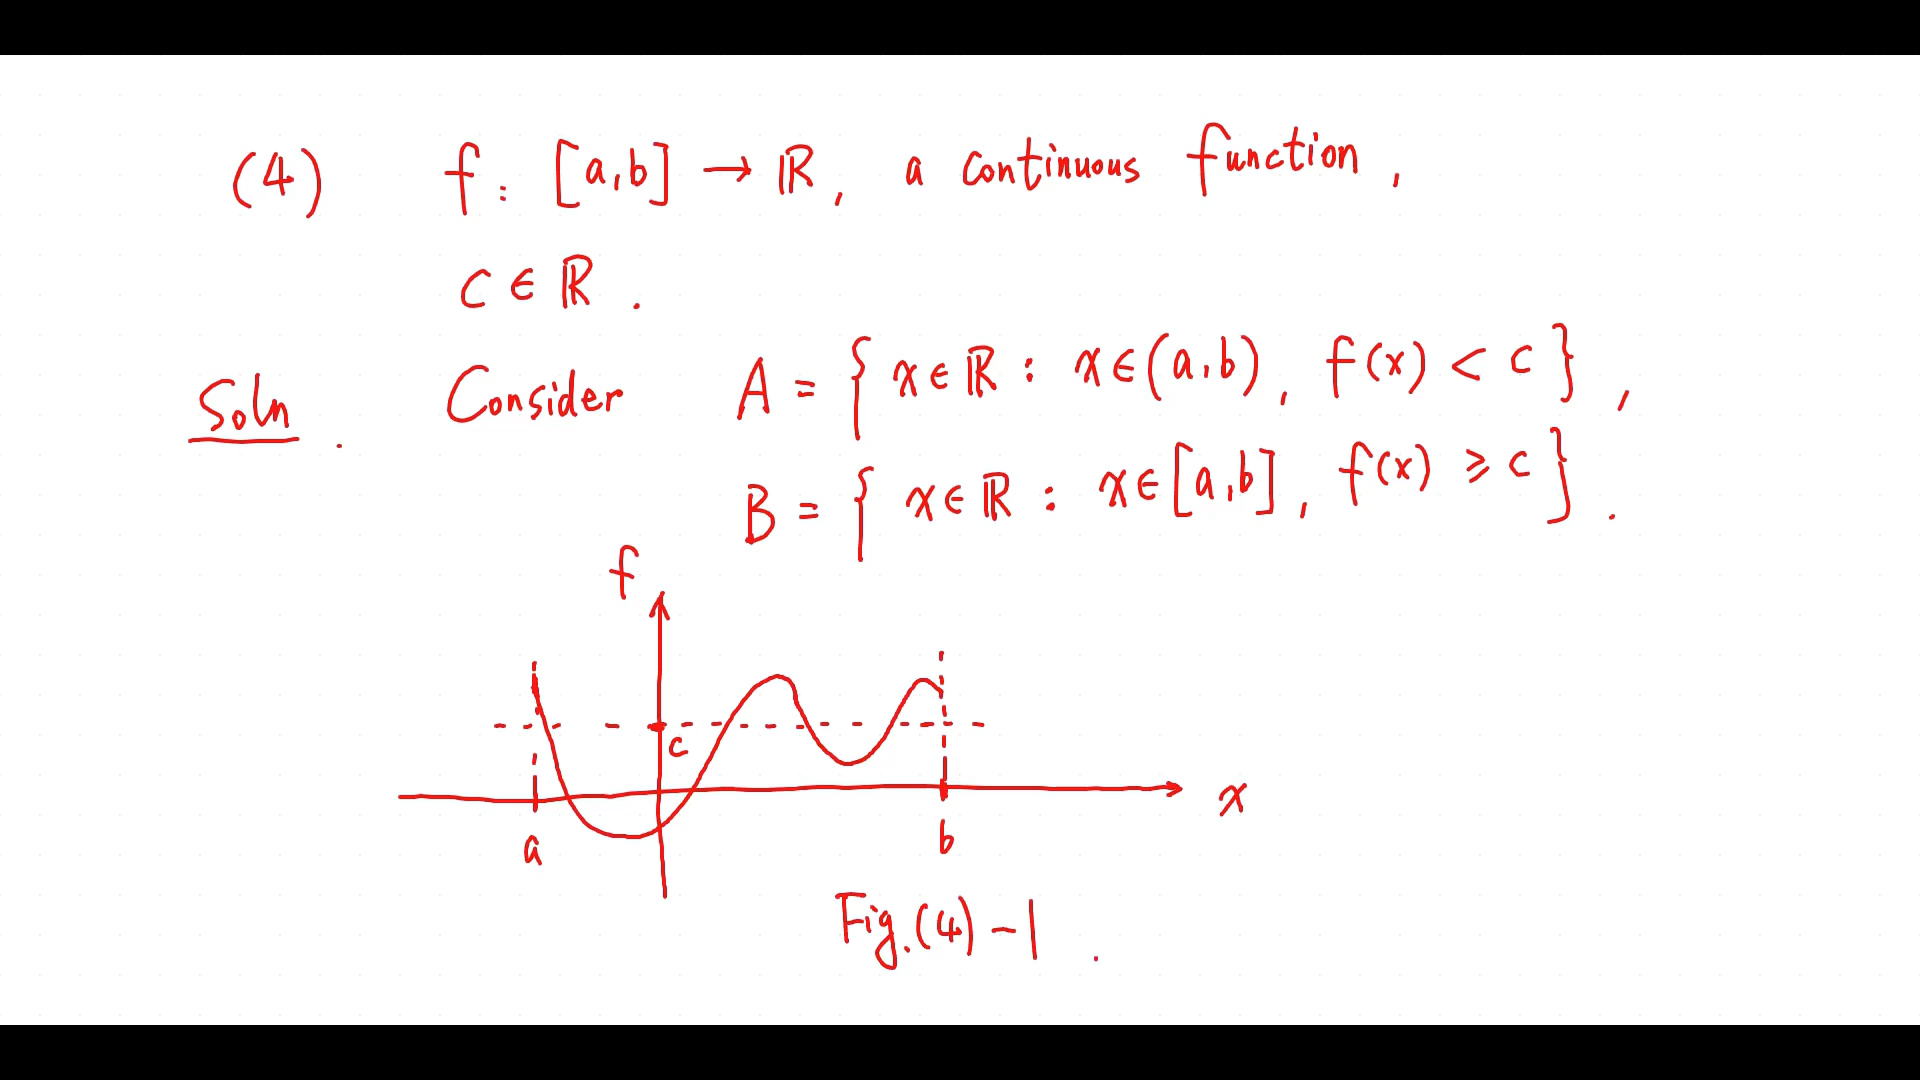 (4) f: [a,b] → ℝ, a continuous function,
c ∈ ℝ.
Soln. Consider A = { x ∈ ℝ : x ∈ (a,b), f(x) < c },
B = { x ∈ ℝ : x ∈ [a,b], f(x) ⩾ c }.
f
c
x
a b
Fig.(4)-1.